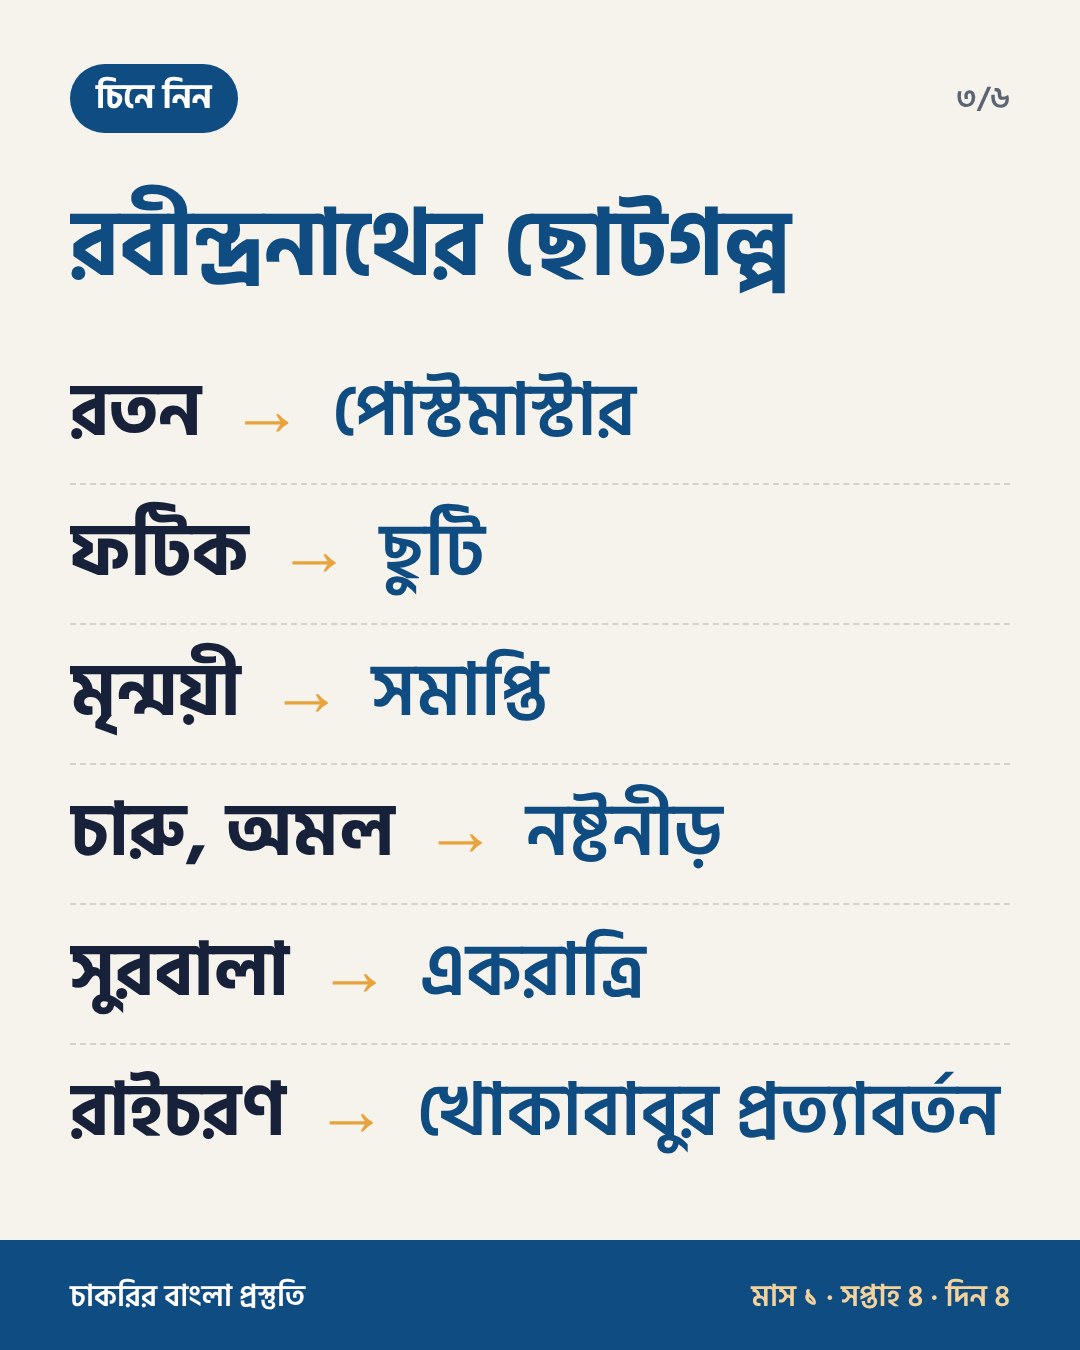 চিনে নিন
৩/৬
রবীন্দ্রনাথের ছোটগল্প
রতন → পোস্টমাস্টার
ফটিক → ছুটি
মৃন্ময়ী → সমাপ্তি
চারু, অমল → নষ্টনীড়
সুরবালা → একরাত্রি
রাইচরণ → খোকাবাবুর প্রত্যাবর্তন
চাকরির বাংলা প্রস্তুতি
মাস ১ · সপ্তাহ ৪ · দিন ৪